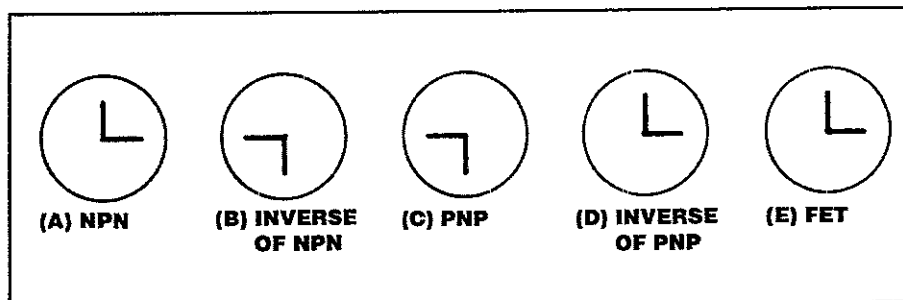 (A) NPN
(B) INVERSE
OF NPN
(C) PNP
(D) INVERSE
OF PNP
(E) FET